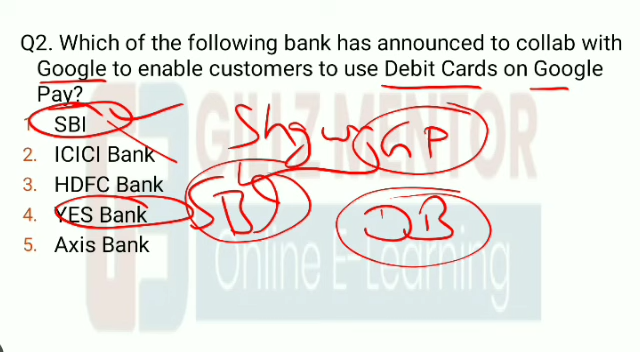 Q2. Which of the following bank has announced to collab with
Google to enable customers to use Debit Cards on Google
Pay?
1. SBI
2. ICICI Bank
3. HDFC Bank
4. YES Bank
5. Axis Bank
GP
SB
DB
MENTOR
Online E-Learning